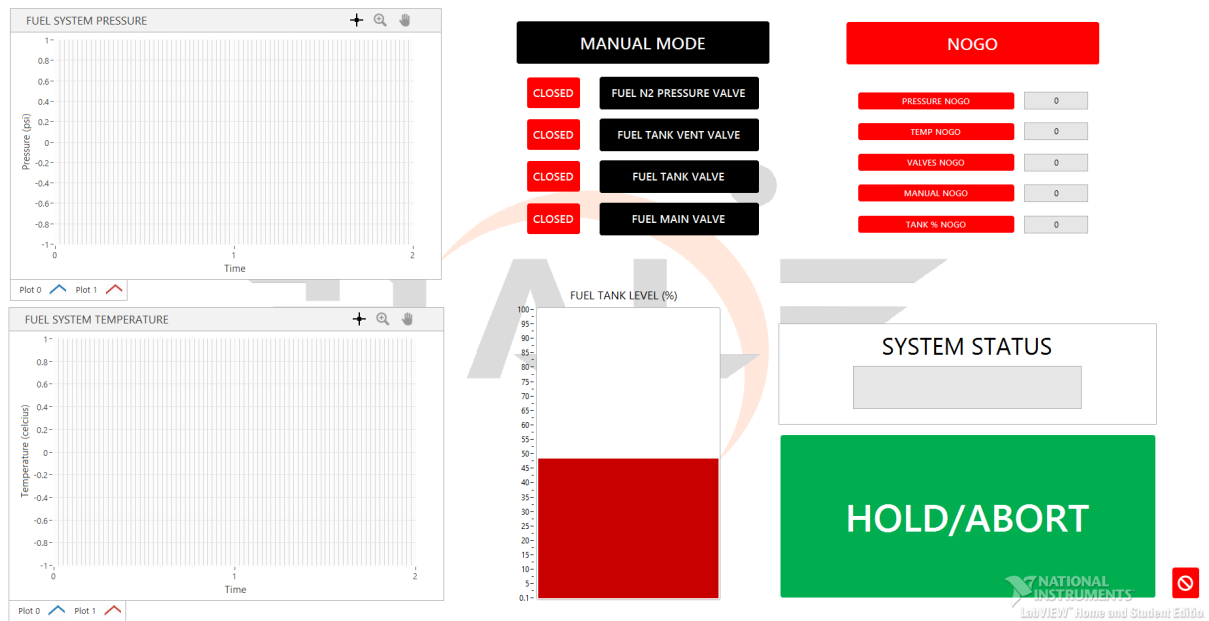 FUEL SYSTEM PRESSURE
1
0.8
0.6
0.4
0.2
0
-0.2
-0.4
-0.6
-0.8
-1
Pressure (psi)
0 1 2
Time
Plot 0 Plot 1
FUEL SYSTEM TEMPERATURE
1
0.8
0.6
0.4
0.2
0
-0.2
-0.4
-0.6
-0.8
-1
Temperature (celcius)
0 1 2
Time
Plot 0 Plot 1
MANUAL MODE
CLOSED FUEL N2 PRESSURE VALVE
CLOSED FUEL TANK VENT VALVE
CLOSED FUEL TANK VALVE
CLOSED FUEL MAIN VALVE
FUEL TANK LEVEL (%)
100
95
90
85
80
75
70
65
60
55
50
45
40
35
30
25
20
15
10
5
0.1
NOGO
PRESSURE NOGO 0
TEMP NOGO 0
VALVES NOGO 0
MANUAL NOGO 0
TANK % NOGO 0
SYSTEM STATUS
HOLD/ABORT
NATIONAL
INSTRUMENTS
LabVIEW™ Home and Student Editio